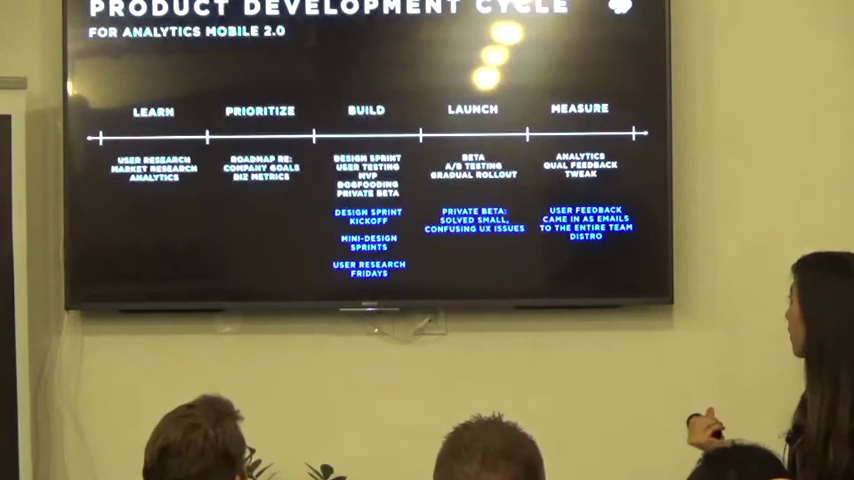 PRODUCT DEVELOPMENT CYCLE
FOR ANALYTICS MOBILE 2.0
LEARN
USER RESEARCH
MARKET RESEARCH
ANALYTICS
PRIORITIZE
ROADMAP RE:
COMPANY GOALS
BIZ METRICS
BUILD
DESIGN SPRINT
USER TESTING
MVP
DOGFOODING
PRIVATE BETA
DESIGN SPRINT
KICKOFF
MINI-DESIGN
SPRINTS
USER RESEARCH
FRIDAYS
LAUNCH
BETA
A/B TESTING
GRADUAL ROLLOUT
PRIVATE BETA:
SOLVED SMALL,
CONFUSING UX ISSUES
MEASURE
ANALYTICS
QUAL FEEDBACK
TWEAK
USER FEEDBACK
CAME IN AS EMAILS
TO THE ENTIRE TEAM
DISTRO
SONY